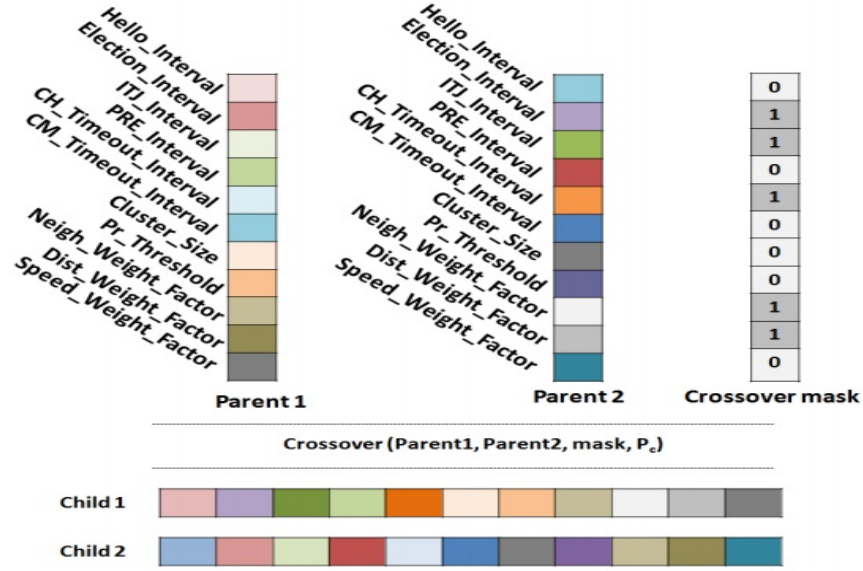 Hello_Interval
Election_Interval
ITJ_Interval
PRE_Interval
CH_Timeout_Interval
CM_Timeout_Interval
Cluster_Size
Pr_Threshold
Neigh_Weight_Factor
Dist_Weight_Factor
Speed_Weight_Factor
Parent 1
Hello_Interval
Election_Interval
ITJ_Interval
PRE_Interval
CH_Timeout_Interval
CM_Timeout_Interval
Cluster_Size
Pr_Threshold
Neigh_Weight_Factor
Dist_Weight_Factor
Speed_Weight_Factor
Parent 2
0
1
1
0
1
0
0
0
1
1
0
Crossover mask
Crossover (Parent1, Parent2, mask, Pc)
Child 1
Child 2